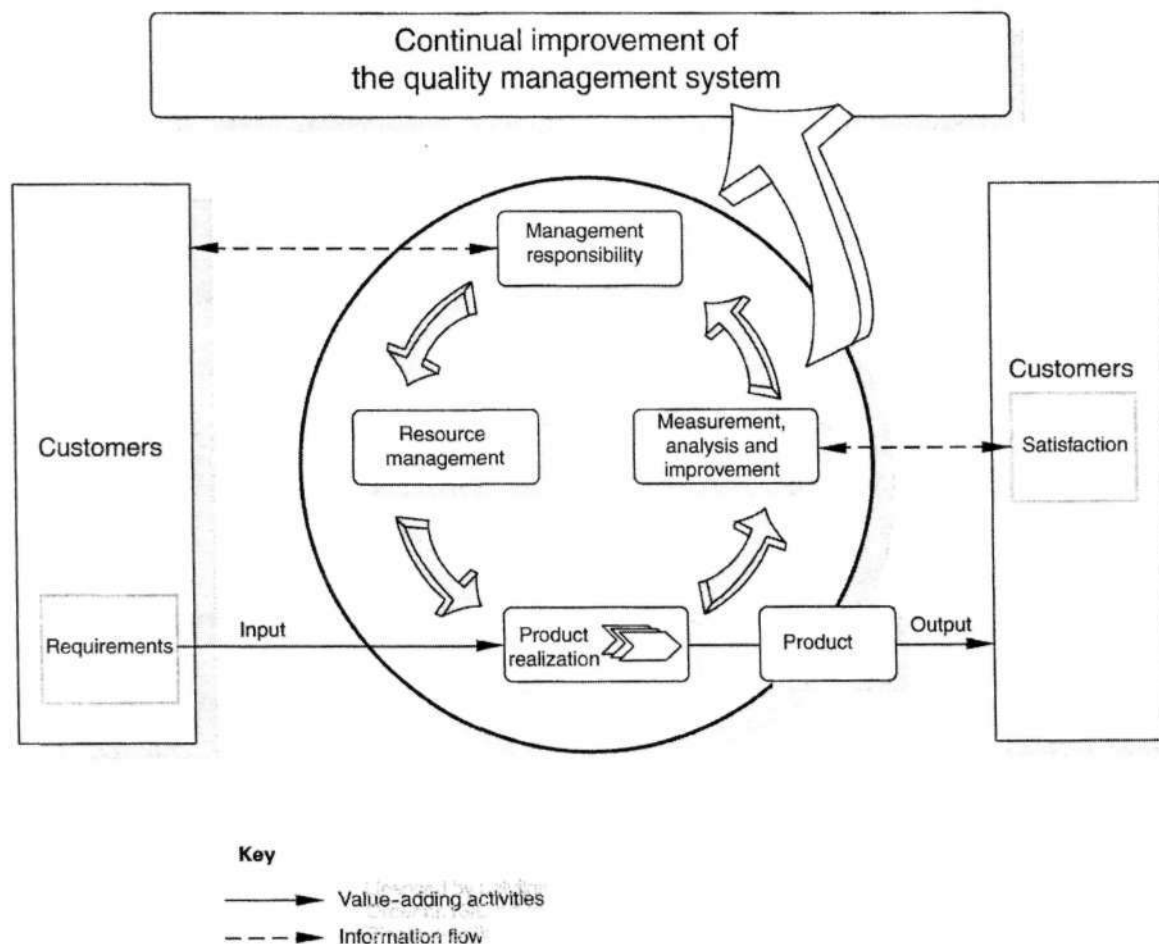 Continual improvement of
the quality management system
Management
responsibility
Customers
Resource
management
Measurement,
analysis and
improvement
Customers
Satisfaction
Requirements
Input
Product
realization
Product
Output
Key
Value-adding activities
Information flow